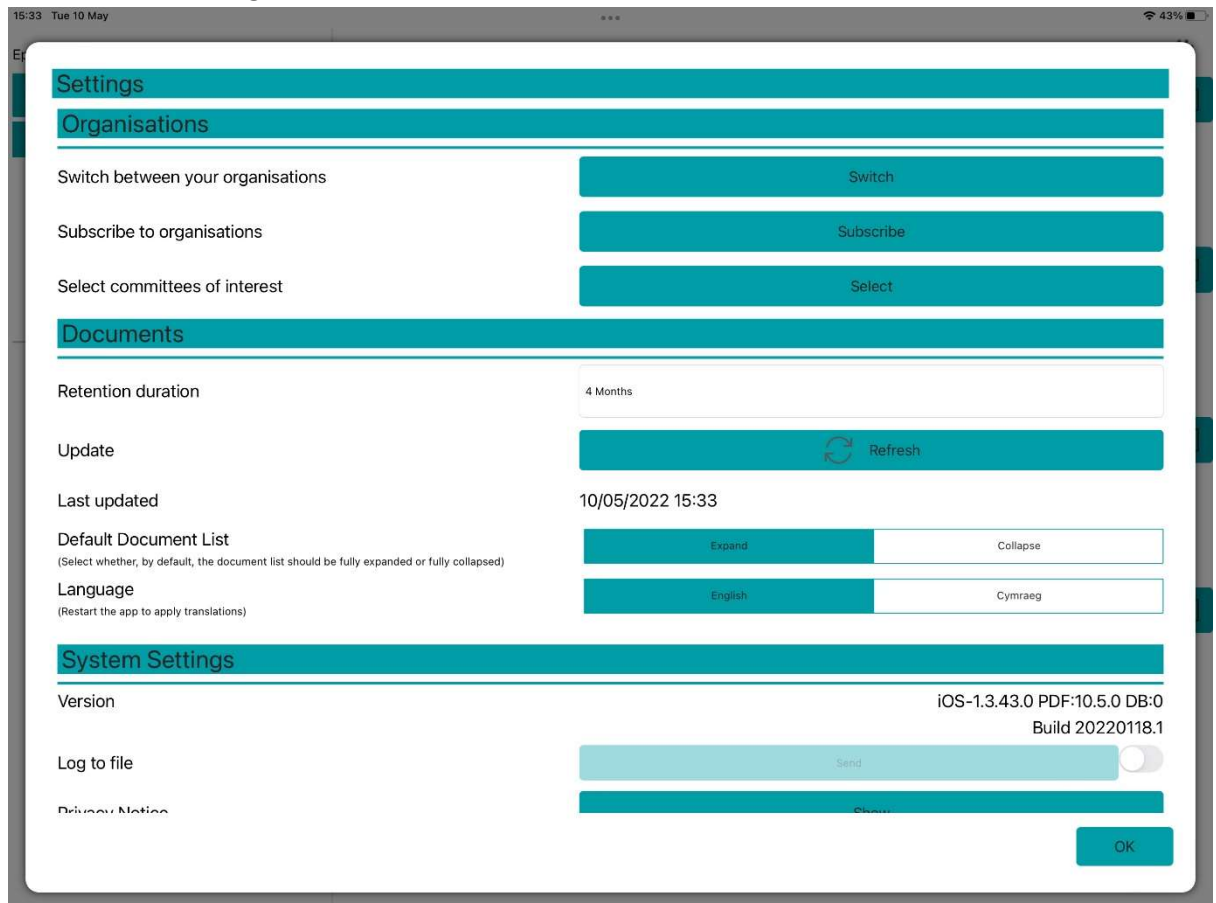 15:33 Tue 10 May
43%
Ep
Settings
Organisations
Switch between your organisations
Switch
Subscribe to organisations
Subscribe
Select committees of interest
Select
Documents
Retention duration
4 Months
Update
Refresh
Last updated
10/05/2022 15:33
Default Document List
(Select whether, by default, the document list should be fully expanded or fully collapsed)
Expand
Collapse
Language
(Restart the app to apply translations)
English
Cymraeg
System Settings
Version
iOS-1.3.43.0 PDF:10.5.0 DB:0
Build 20220118.1
Log to file
Send
Privacy Notice
Show
OK